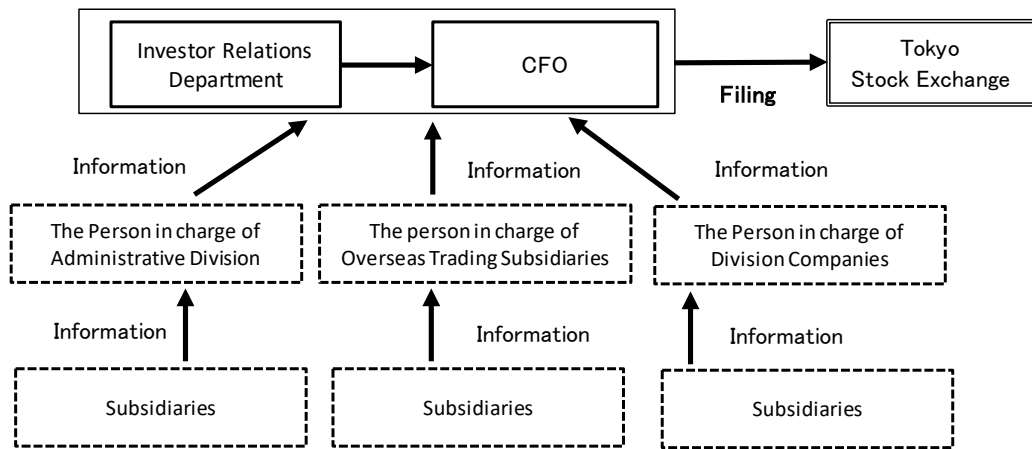 Investor Relations
Department
CFO
Tokyo
Stock Exchange
Filing
Information
Information
Information
The Person in charge of
Administrative Division
The person in charge of
Overseas Trading Subsidiaries
The Person in charge of
Division Companies
Information
Information
Information
Subsidiaries
Subsidiaries
Subsidiaries